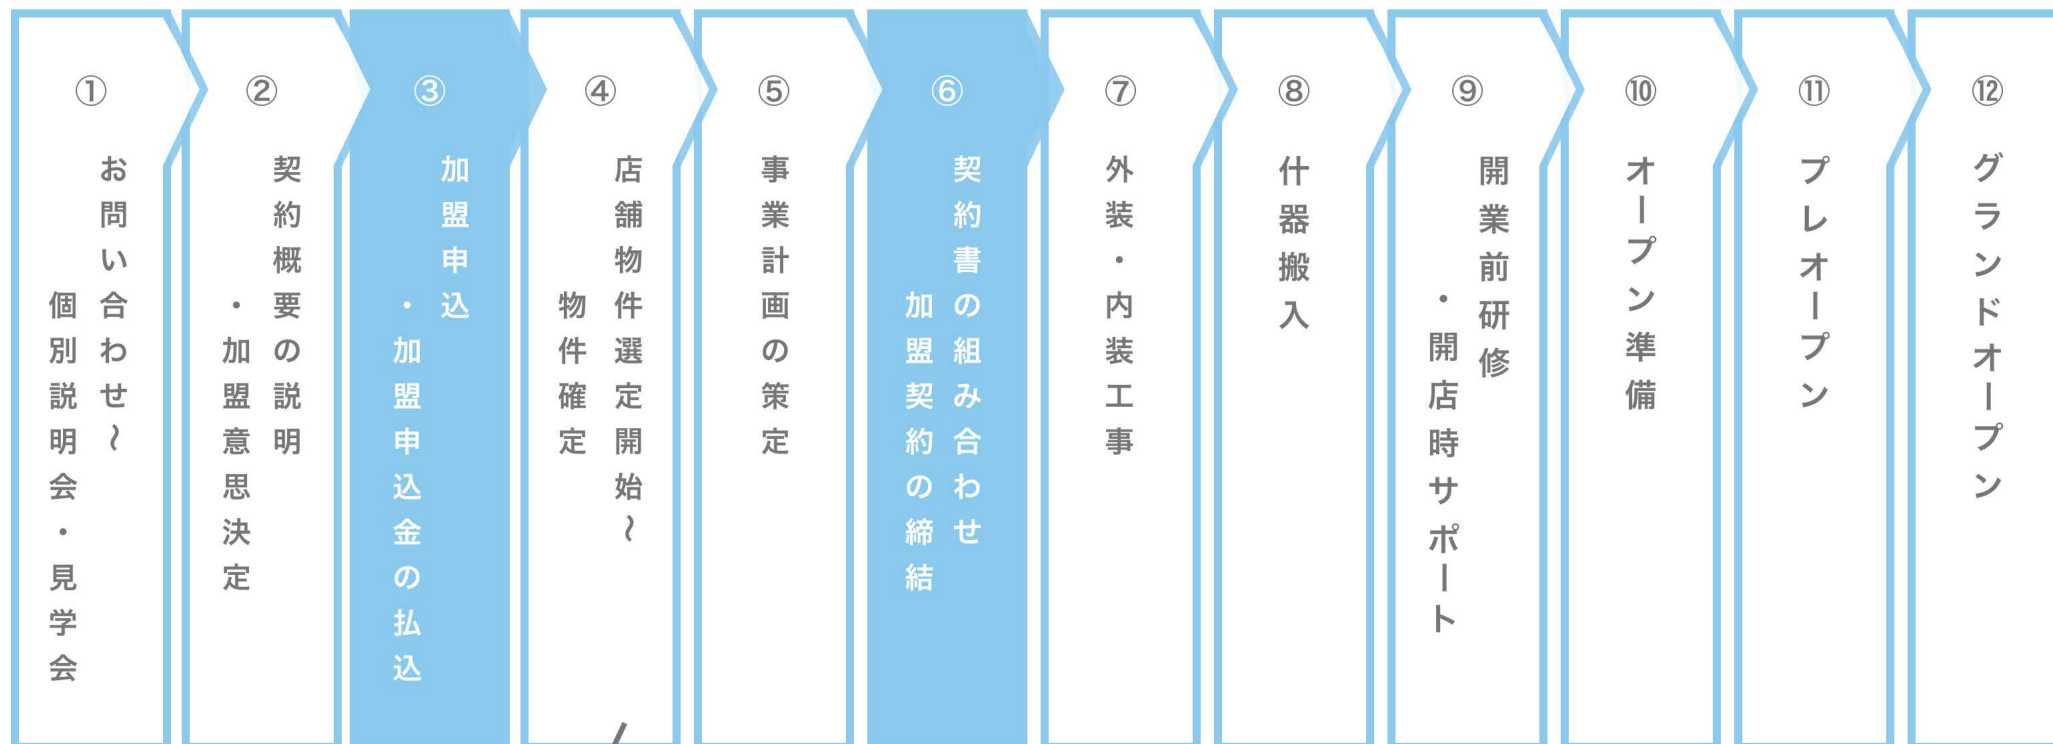 ①
お問い合わせ〜
個別説明会・見学会
②
契約概要の説明
・加盟意思決定
③
加盟申込
・加盟申込金の払込
④
店舗物件選定開始〜
物件確定
⑤
事業計画の策定
⑥
契約書の組み合わせ
加盟契約の締結
⑦
外装・内装工事
⑧
什器搬入
⑨
開業前研修
・開店時サポート
⑩
オープン準備
⑪
プレオープン
⑫
グランドオープン